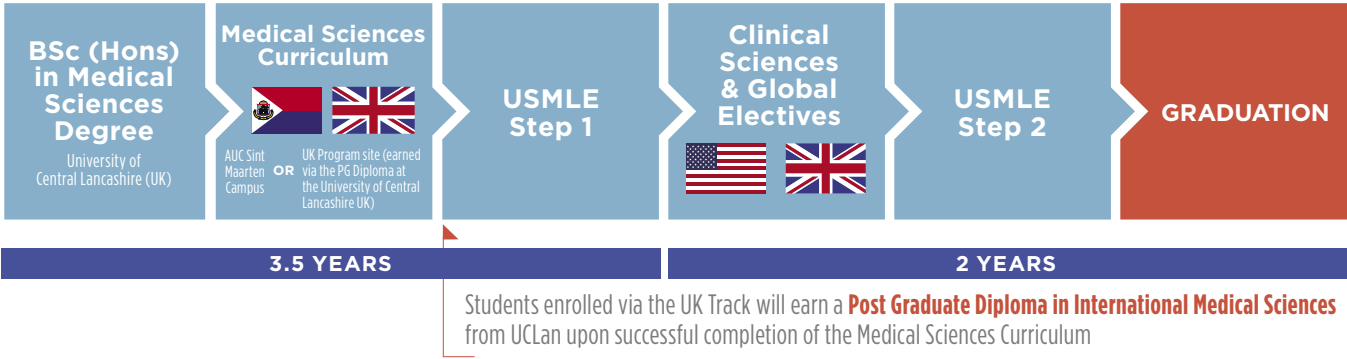 BSc (Hons)
in Medical
Sciences
Degree
University of
Central Lancashire (UK)
Medical Sciences
Curriculum
AUC Sint
Maarten
Campus
OR
UK Program site (earned
via the PG Diploma at
the University of Central
Lancashire UK)
USMLE
Step 1
Clinical
Sciences
& Global
Electives
USMLE
Step 2
GRADUATION
3.5 YEARS
2 YEARS
Students enrolled via the UK Track will earn a Post Graduate Diploma in International Medical Sciences
from UCLan upon successful completion of the Medical Sciences Curriculum